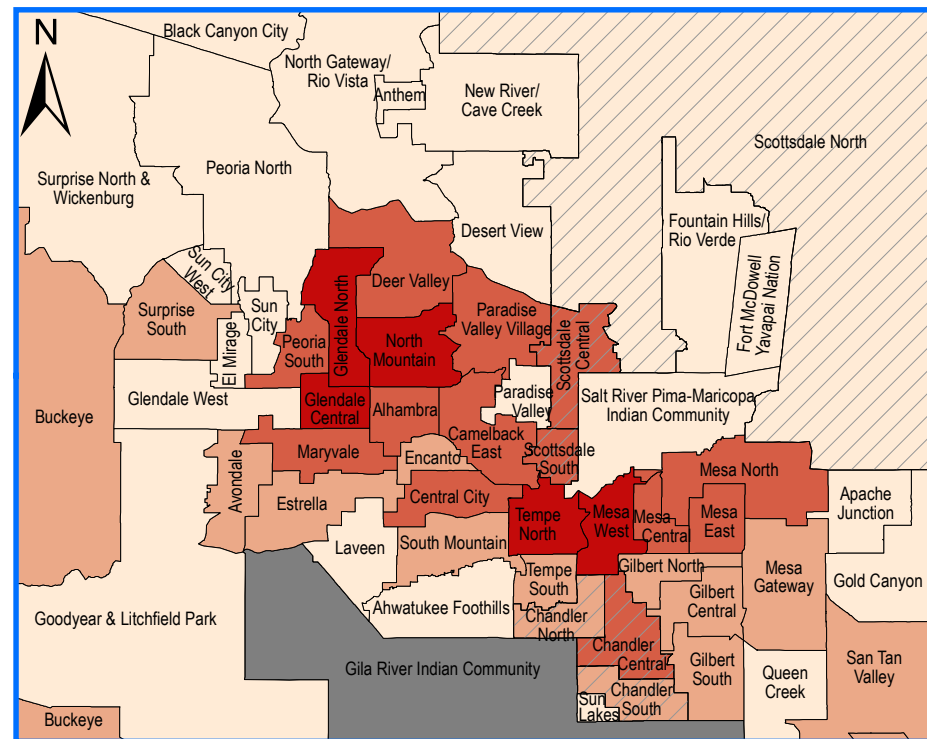 N
Black Canyon City
North Gateway/
Rio Vista
Anthem
New River/
Cave Creek
Scottsdale North
Peoria North
Surprise North &
Wickenburg
Desert View
Fountain Hills/
Rio Verde
Fort McDowell
Yavapai Nation
Sun City
West
Sun
City
Surprise
South
El Mirage
Deer Valley
Glendale North
Peoria
South
North
Mountain
Paradise
Valley Village
Scottsdale
Central
Paradise
Valley
Salt River Pima-Maricopa
Indian Community
Buckeye
Glendale West
Glendale
Central
Alhambra
Camelback
East
Scottsdale
South
Maryvale
Encanto
Avondale
Estrella
Central City
Mesa North
Apache
Junction
Tempe
North
Mesa
West
Mesa
Central
Mesa
East
Laveen
South Mountain
Gilbert North
Mesa
Gateway
Gold Canyon
Tempe
South
Gilbert
Central
Goodyear & Litchfield Park
Ahwatukee Foothills
Chandler
North
Chandler
Central
Gila River Indian Community
Gilbert
South
Queen
Creek
San Tan
Valley
Sun
Lakes
Chandler
South
Buckeye